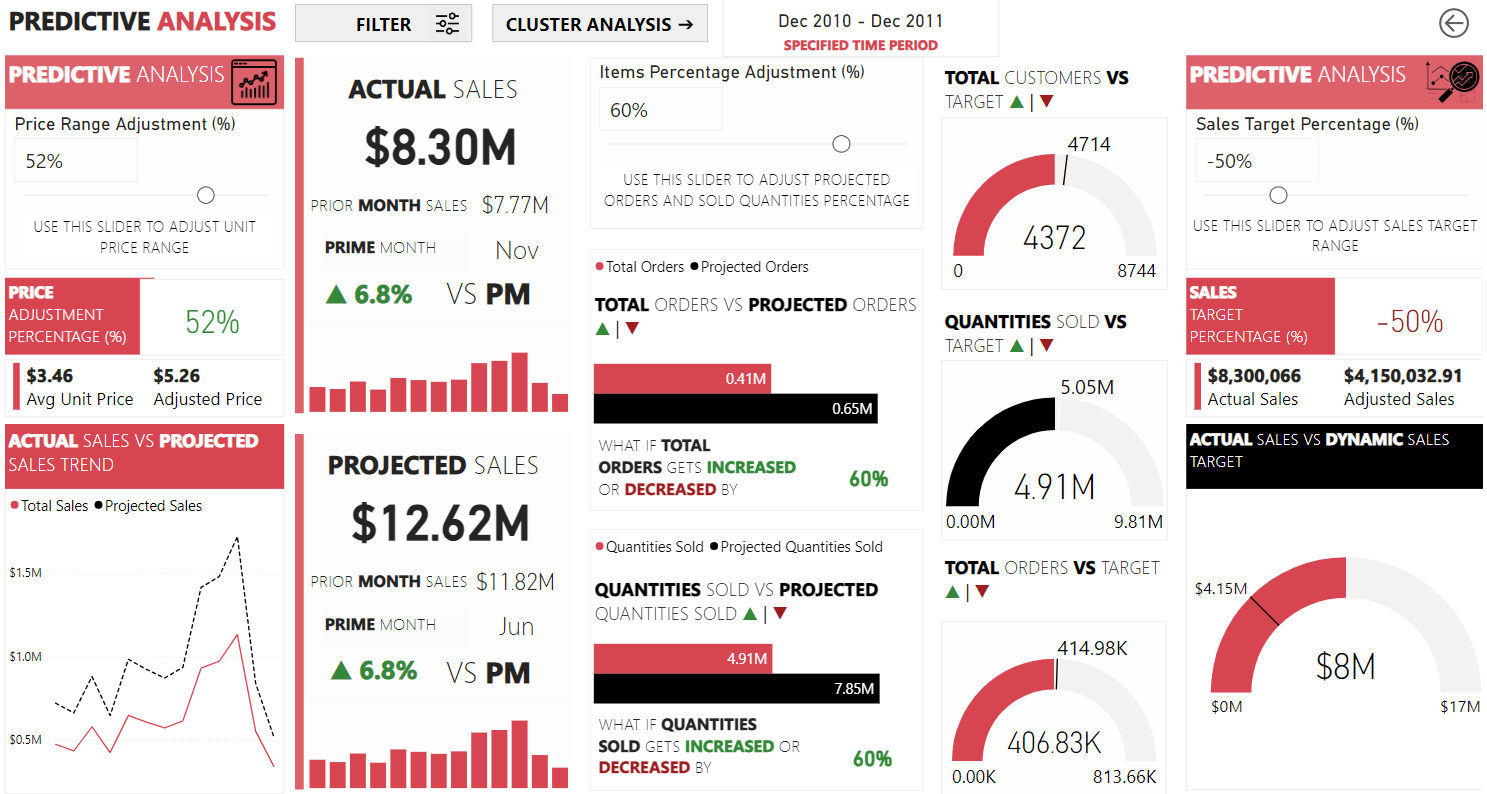 PREDICTIVE ANALYSIS
FILTER
CLUSTER ANALYSIS →
Dec 2010 - Dec 2011
SPECIFIED TIME PERIOD
PREDICTIVE ANALYSIS
Price Range Adjustment (%)
52%
USE THIS SLIDER TO ADJUST UNIT
PRICE RANGE
PRICE
ADJUSTMENT
PERCENTAGE (%)
52%
$3.46
Avg Unit Price
$5.26
Adjusted Price
ACTUAL SALES VS PROJECTED
SALES TREND
Total Sales Projected Sales
$1.5M
$1.0M
$0.5M
ACTUAL SALES
$8.30M
PRIOR MONTH SALES $7.77M
PRIME MONTH Nov
▲ 6.8% VS PM
PROJECTED SALES
$12.62M
PRIOR MONTH SALES $11.82M
PRIME MONTH Jun
▲ 6.8% VS PM
Items Percentage Adjustment (%)
60%
USE THIS SLIDER TO ADJUST PROJECTED
ORDERS AND SOLD QUANTITIES PERCENTAGE
Total Orders Projected Orders
TOTAL ORDERS VS PROJECTED ORDERS
▲ | ▼
0.41M
0.65M
WHAT IF TOTAL
ORDERS GETS INCREASED
OR DECREASED BY
60%
Quantities Sold Projected Quantities Sold
QUANTITIES SOLD VS PROJECTED
QUANTITIES SOLD ▲ | ▼
4.91M
7.85M
WHAT IF QUANTITIES
SOLD GETS INCREASED OR
DECREASED BY
60%
TOTAL CUSTOMERS VS
TARGET ▲ | ▼
4714
4372
0
8744
QUANTITIES SOLD VS
TARGET ▲ | ▼
5.05M
4.91M
0.00M
9.81M
TOTAL ORDERS VS TARGET
▲ | ▼
414.98K
406.83K
0.00K
813.66K
PREDICTIVE ANALYSIS
Sales Target Percentage (%)
-50%
USE THIS SLIDER TO ADJUST SALES TARGET
RANGE
SALES
TARGET
PERCENTAGE (%)
-50%
$8,300,066
Actual Sales
$4,150,032.91
Adjusted Sales
ACTUAL SALES VS DYNAMIC SALES
TARGET
$4.15M
$8M
$0M
$17M